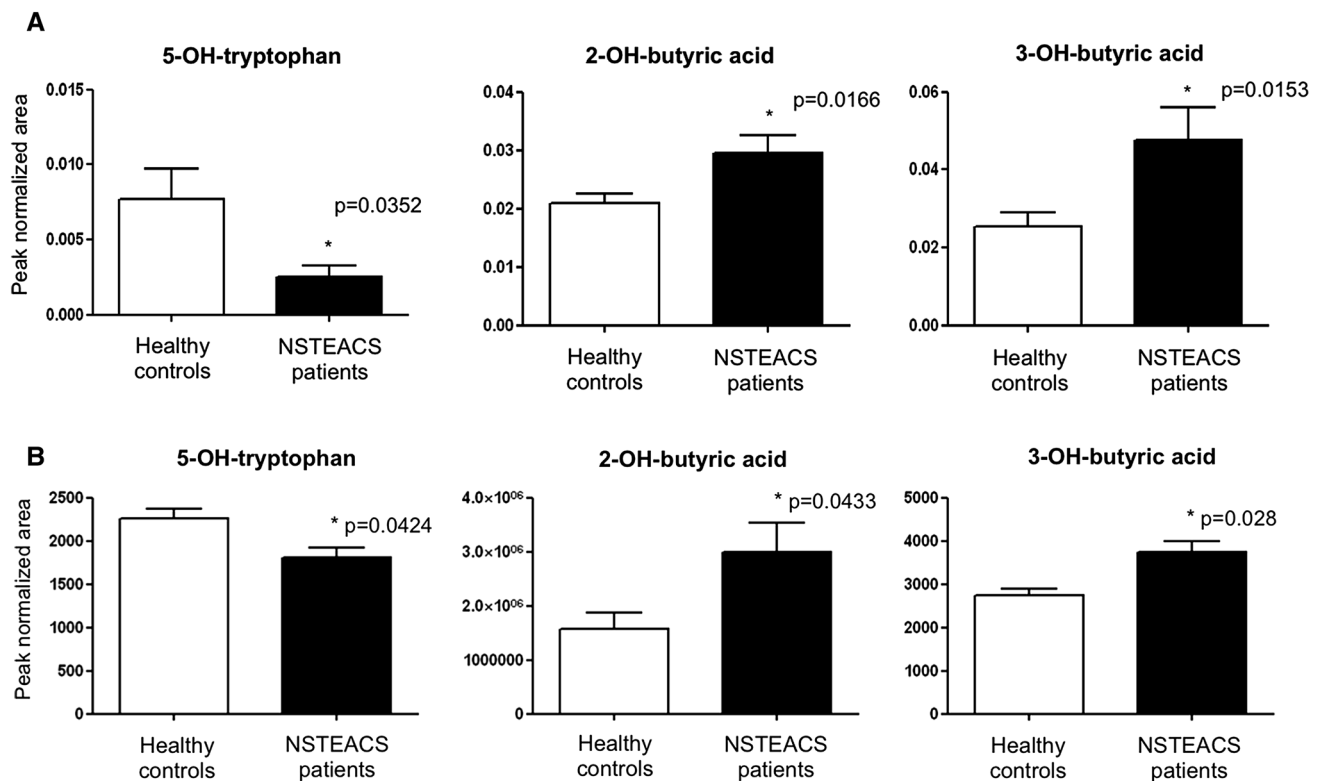 A
5-OH-tryptophan
2-OH-butyric acid
3-OH-butyric acid
Peak normalized area
0.015
0.010
0.005
0.000
p=0.0352
*
Healthy
controls
NSTEACS
patients
0.04
0.03
0.02
0.01
0.00
p=0.0166
*
Healthy
controls
NSTEACS
patients
0.06
0.04
0.02
0.00
* p=0.0153
Healthy
controls
NSTEACS
patients
B
5-OH-tryptophan
2-OH-butyric acid
3-OH-butyric acid
Peak normalized area
2500
2000
1500
1000
500
0
* p=0.0424
Healthy
controls
NSTEACS
patients
4.0×10⁰⁶
3.0×10⁰⁶
2.0×10⁰⁶
1000000
0
* p=0.0433
Healthy
controls
NSTEACS
patients
5000
4000
3000
2000
1000
0
* p=0.028
Healthy
controls
NSTEACS
patients